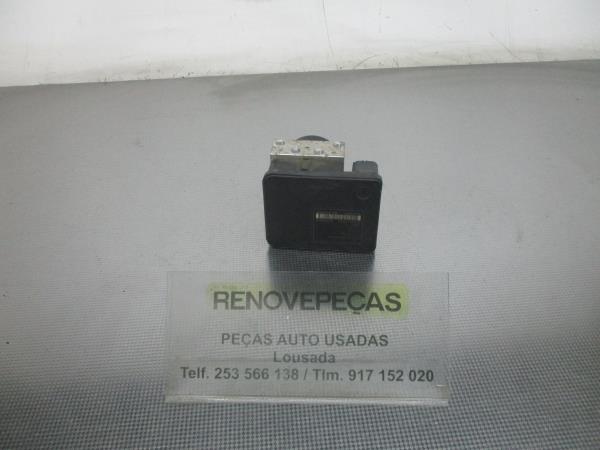 RENOVEPEÇAS
PEÇAS AUTO USADAS
Lousada
Telf. 253 566 138 / Tlm. 917 152 020